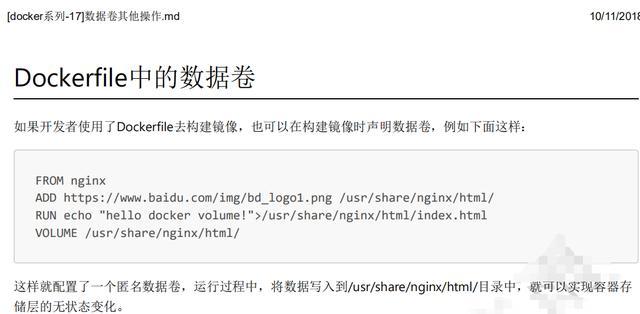 [docker系列-17]数据卷其他操作.md
10/11/2018
Dockerfile中的数据卷
如果开发者使用了Dockerfile去构建镜像，也可以在构建镜像时声明数据卷，例如下面这样：
FROM nginx
ADD https://www.baidu.com/img/bd_logo1.png /usr/share/nginx/html/
RUN echo "hello docker volume!">/usr/share/nginx/html/index.html
VOLUME /usr/share/nginx/html/
这样就配置了一个匿名数据卷，运行过程中，将数据写入到/usr/share/nginx/html/目录中，就可以实现容器存
储层的无状态变化。